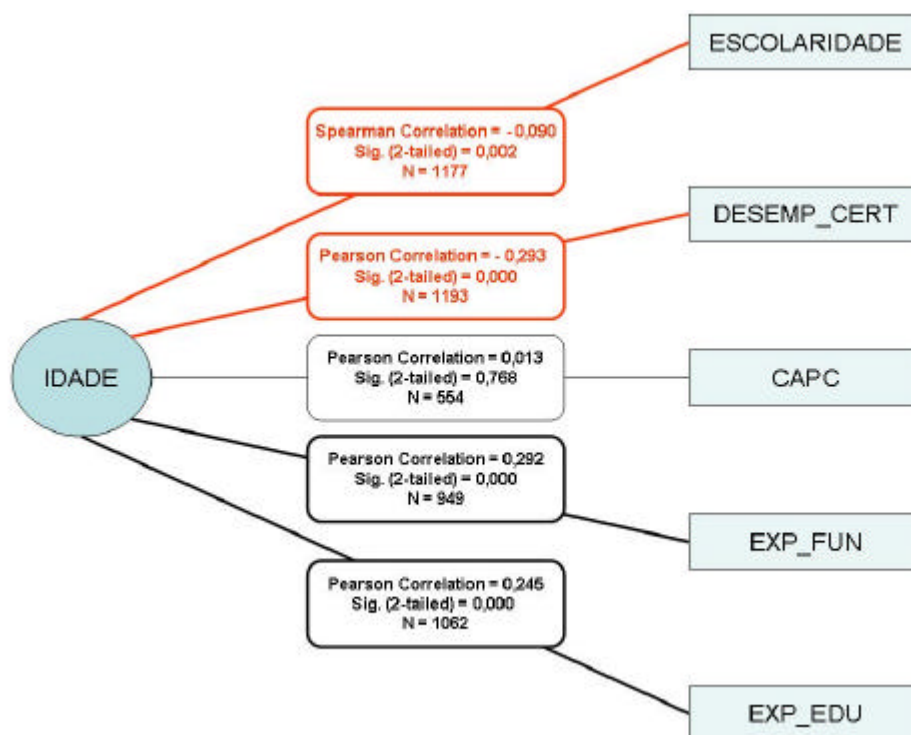 ESCOLARIDADE
Spearman Correlation = - 0,090
Sig. (2-tailed) = 0,002
N = 1177
DESEMP_CERT
Pearson Correlation = - 0,293
Sig. (2-tailed) = 0,000
N = 1193
IDADE
Pearson Correlation = 0,013
Sig. (2-tailed) = 0,768
N = 554
CAPC
Pearson Correlation = 0,292
Sig. (2-tailed) = 0,000
N = 949
EXP_FUN
Pearson Correlation = 0,245
Sig. (2-tailed) = 0,000
N = 1062
EXP_EDU